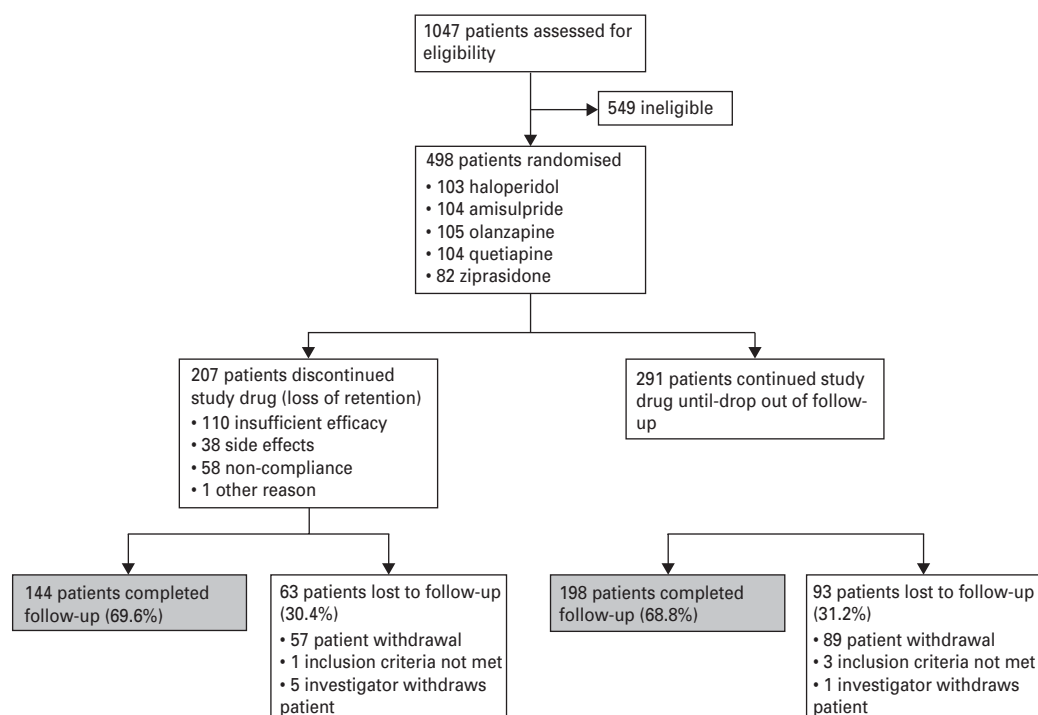 1047 patients assessed for
eligibility
549 ineligible
498 patients randomised
• 103 haloperidol
• 104 amisulpride
• 105 olanzapine
• 104 quetiapine
• 82 ziprasidone
207 patients discontinued
study drug (loss of retention)
• 110 insufficient efficacy
• 38 side effects
• 58 non-compliance
• 1 other reason
291 patients continued study
drug until-drop out of follow-
up
144 patients completed
follow-up (69.6%)
63 patients lost to follow-up
(30.4%)
• 57 patient withdrawal
• 1 inclusion criteria not met
• 5 investigator withdraws
patient
198 patients completed
follow-up (68.8%)
93 patients lost to follow-up
(31.2%)
• 89 patient withdrawal
• 3 inclusion criteria not met
• 1 investigator withdraws
patient